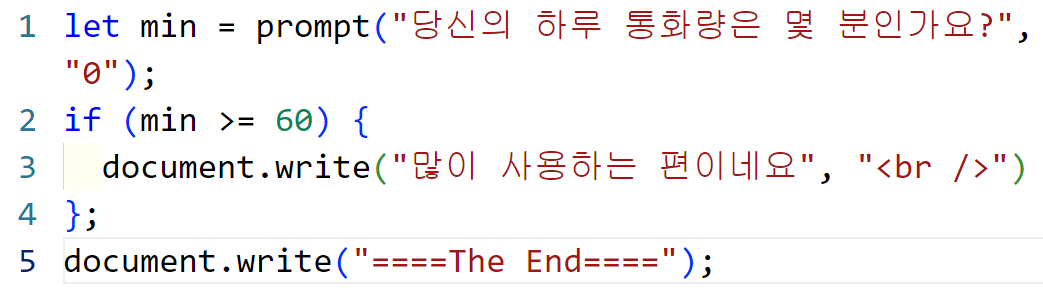 1 let min = prompt("당신의 하루 통화량은 몇 분인가요?",
"0");
2 if (min >= 60) {
3   document.write("많이 사용하는 편이네요", "<br />")
4 };
5 document.write("====The End====");